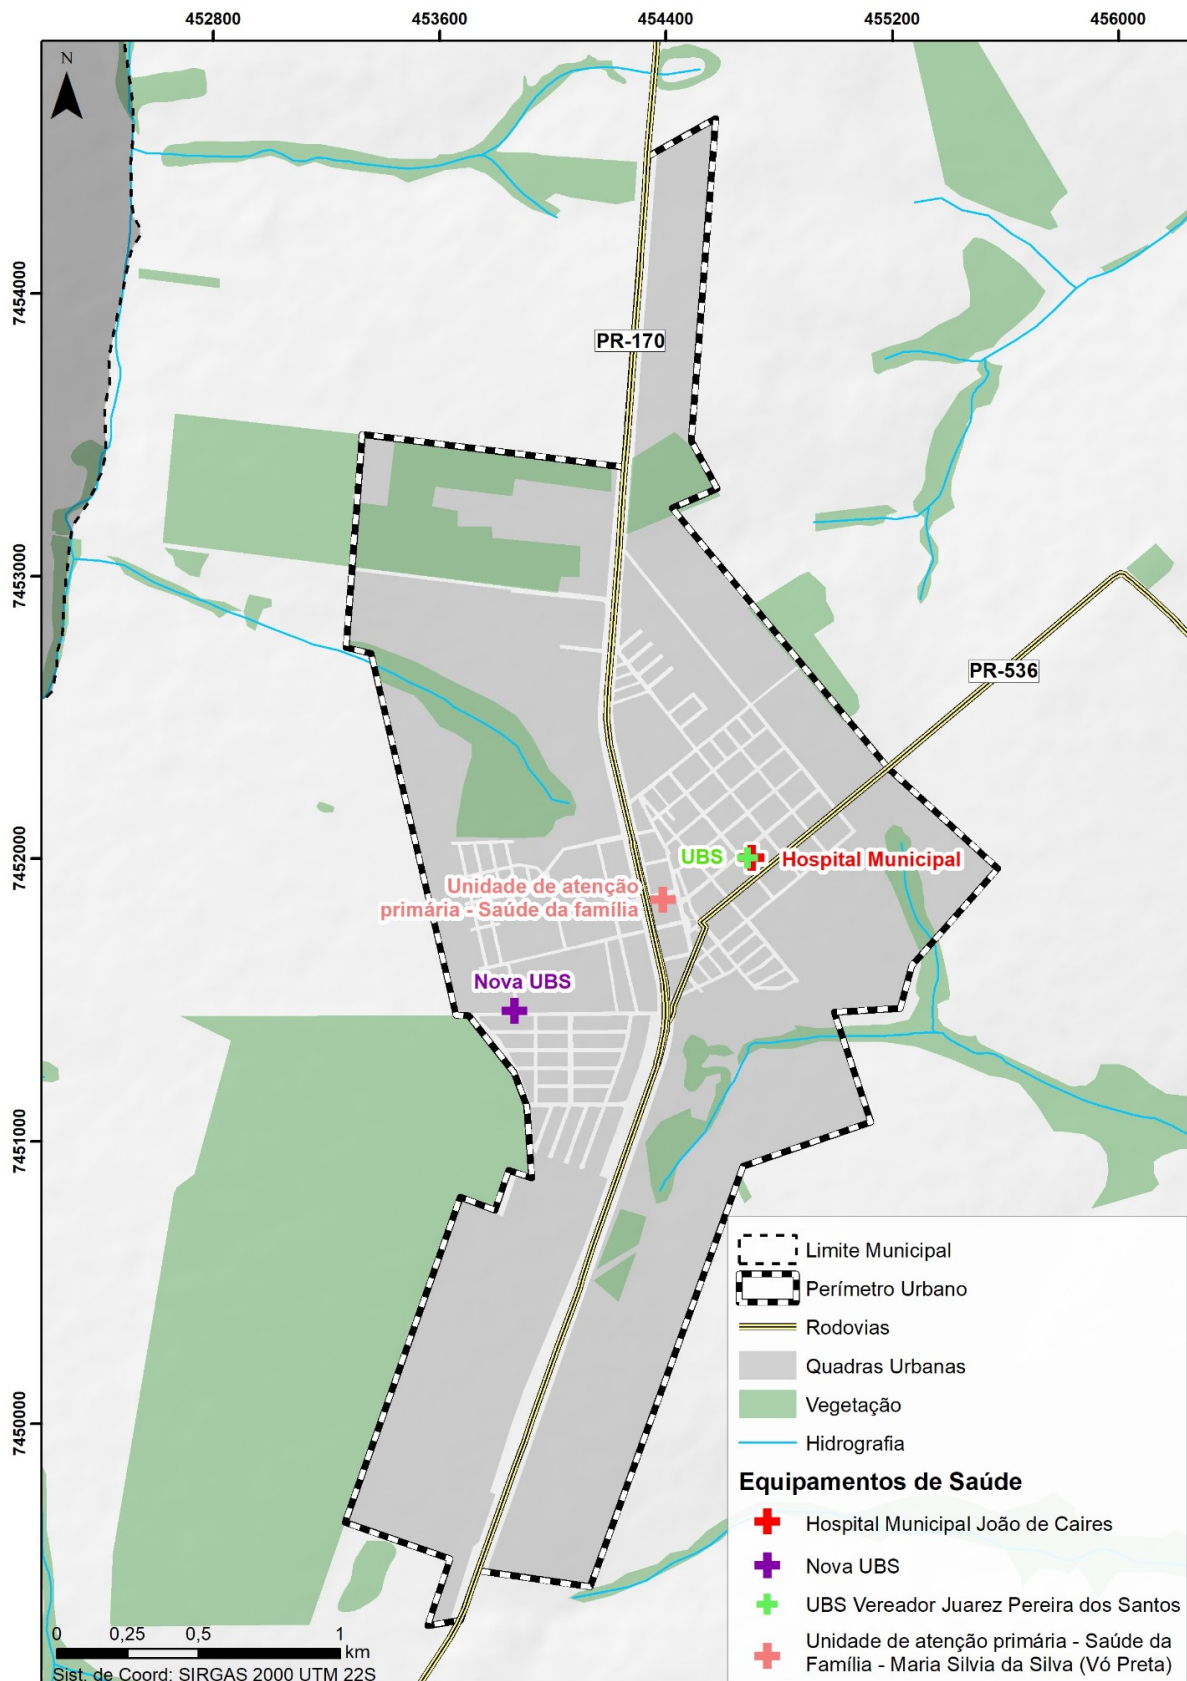 452800 453600 454400 455200 456000
N
7454000
PR-170
7453000
PR-536
7452000
UBS
Hospital Municipal
Unidade de atenção
primária - Saúde da família
Nova UBS
7451000
7450000
Limite Municipal
Perímetro Urbano
Rodovias
Quadras Urbanas
Vegetação
Hidrografia
Equipamentos de Saúde
Hospital Municipal João de Caires
Nova UBS
UBS Vereador Juarez Pereira dos Santos
Unidade de atenção primária - Saúde da
Família - Maria Silvia da Silva (Vó Preta)
0 0,25 0,5 1
km
Sist. de Coord: SIRGAS 2000 UTM 22S